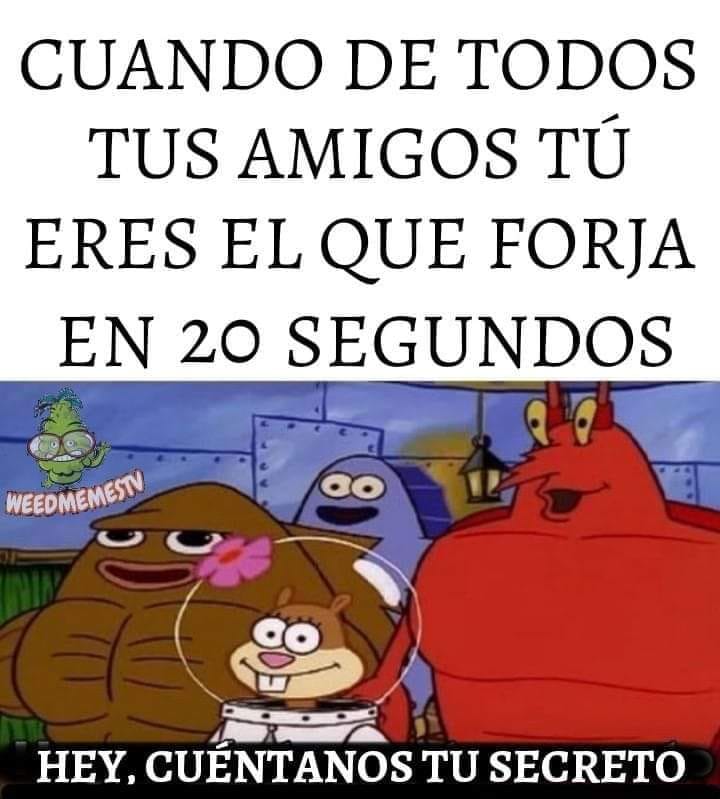 CUANDO DE TODOS
TUS AMIGOS TÚ
ERES EL QUE FORJA
EN 20 SEGUNDOS
WEEDMEMESTV
HEY, CUÉNTANOS TU SECRETO